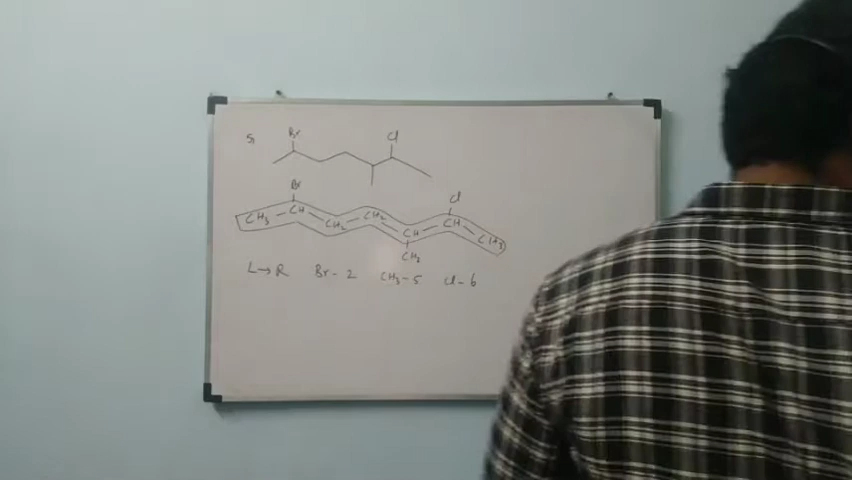 5)
Br Cl
Br Cl
CH3 - CH - CH2 - CH2 - CH - CH - CH3
CH3
L→R Br-2 CH3-5 Cl-6